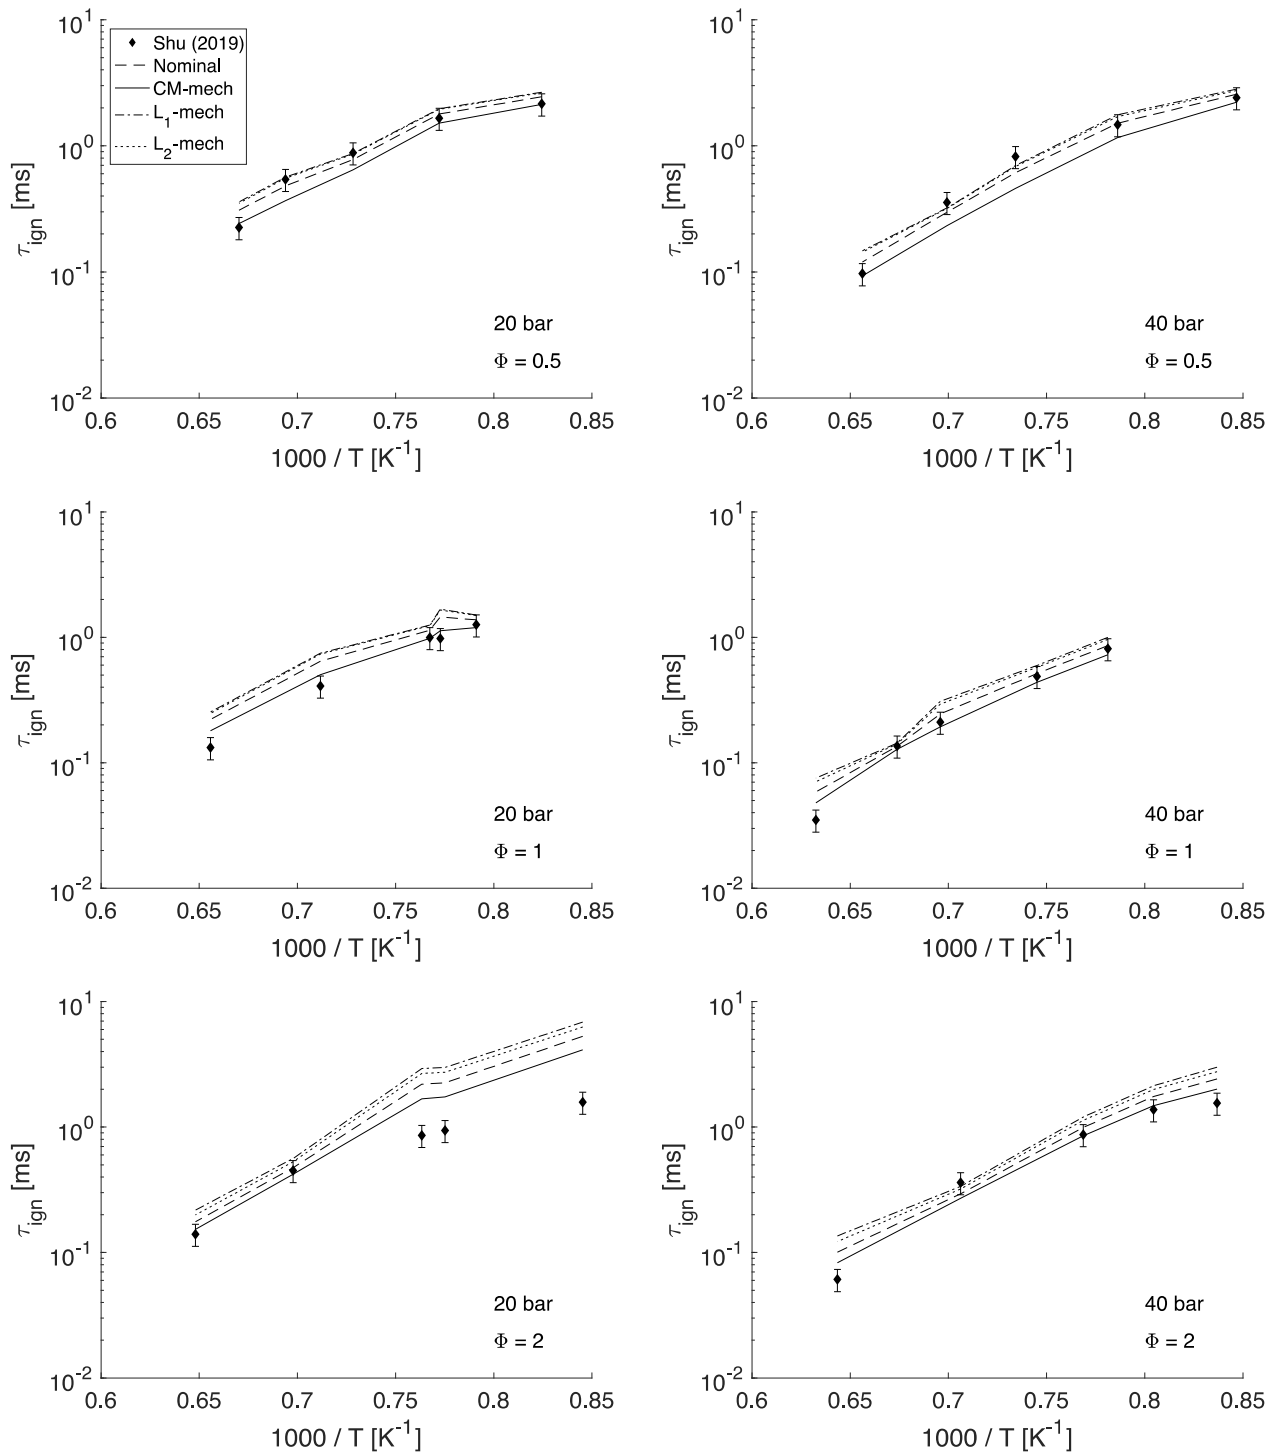 10^1
10^0
10^-1
10^-2
τ_ign [ms]
Shu (2019)
Nominal
CM-mech
L_1-mech
L_2-mech
20 bar
Φ = 0.5
0.6 0.65 0.7 0.75 0.8 0.85
1000 / T [K^-1]
10^1
10^0
10^-1
10^-2
τ_ign [ms]
40 bar
Φ = 0.5
0.6 0.65 0.7 0.75 0.8 0.85
1000 / T [K^-1]
10^1
10^0
10^-1
10^-2
τ_ign [ms]
20 bar
Φ = 1
0.6 0.65 0.7 0.75 0.8 0.85
1000 / T [K^-1]
10^1
10^0
10^-1
10^-2
τ_ign [ms]
40 bar
Φ = 1
0.6 0.65 0.7 0.75 0.8 0.85
1000 / T [K^-1]
10^1
10^0
10^-1
10^-2
τ_ign [ms]
20 bar
Φ = 2
0.6 0.65 0.7 0.75 0.8 0.85
1000 / T [K^-1]
10^1
10^0
10^-1
10^-2
τ_ign [ms]
40 bar
Φ = 2
0.6 0.65 0.7 0.75 0.8 0.85
1000 / T [K^-1]